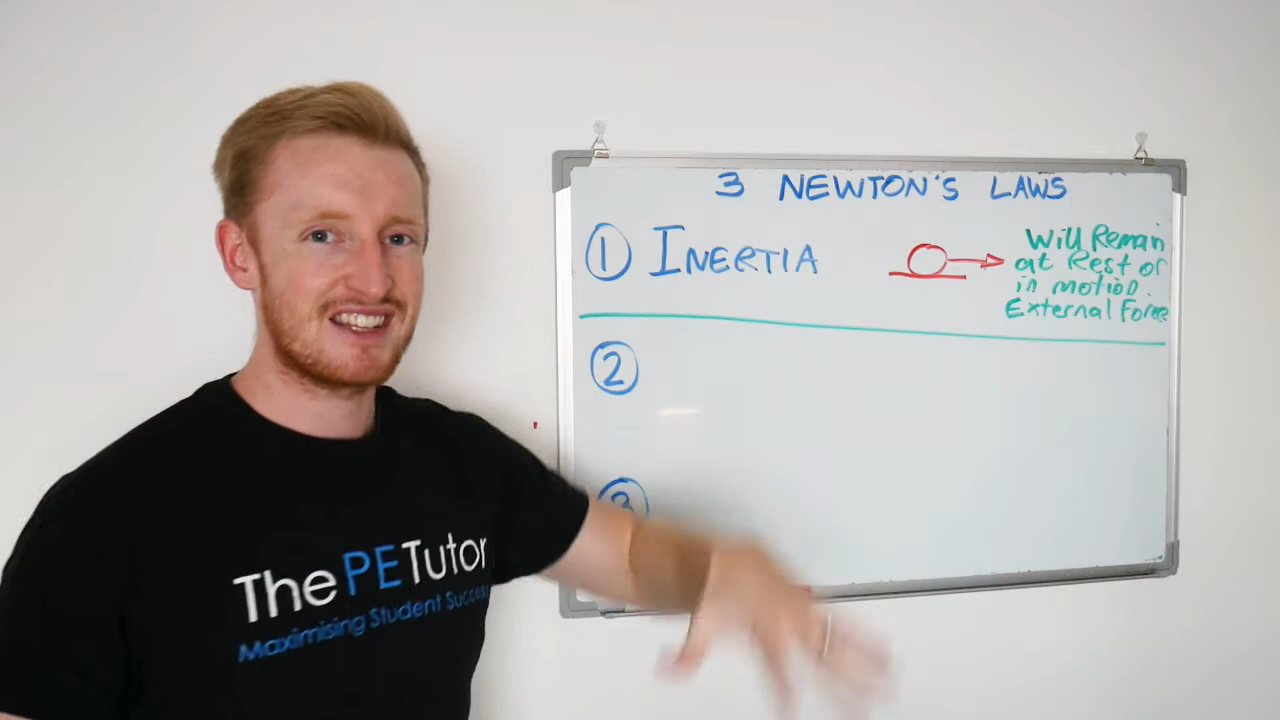 3 NEWTON'S LAWS
1 INERTIA
Will Remain
at Rest or
in motion.
External Force
2
3
The PE Tutor
Maximising Student Success